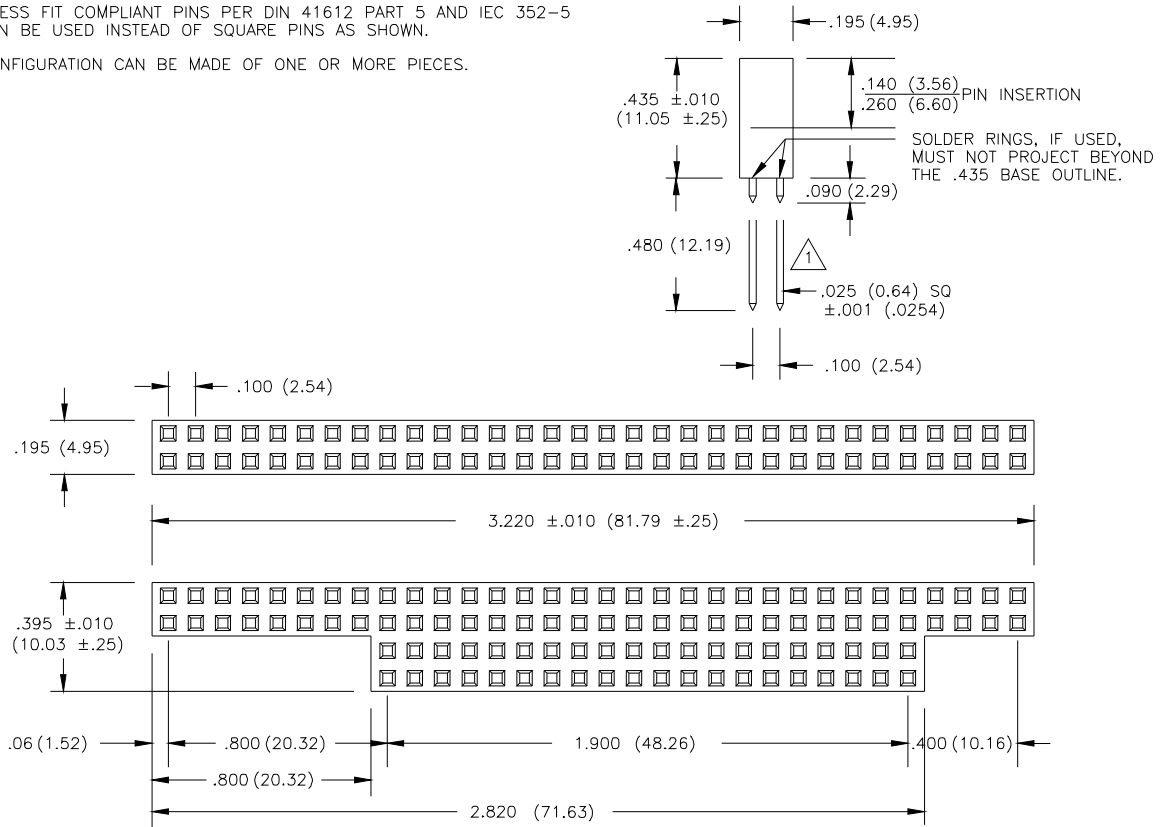 ESS FIT COMPLIANT PINS PER DIN 41612 PART 5 AND IEC 352-5
N BE USED INSTEAD OF SQUARE PINS AS SHOWN.
NFIGURATION CAN BE MADE OF ONE OR MORE PIECES.
.195 (4.95)
.435 ±.010
(11.05 ±.25)
.140 (3.56)
.260 (6.60)
PIN INSERTION
SOLDER RINGS, IF USED,
MUST NOT PROJECT BEYOND
THE .435 BASE OUTLINE.
.090 (2.29)
.480 (12.19)
1
.025 (0.64) SQ
±.001 (.0254)
.100 (2.54)
.100 (2.54)
.195 (4.95)
3.220 ±.010 (81.79 ±.25)
.395 ±.010
(10.03 ±.25)
.06 (1.52)
.800 (20.32)
1.900 (48.26)
.400 (10.16)
.800 (20.32)
2.820 (71.63)